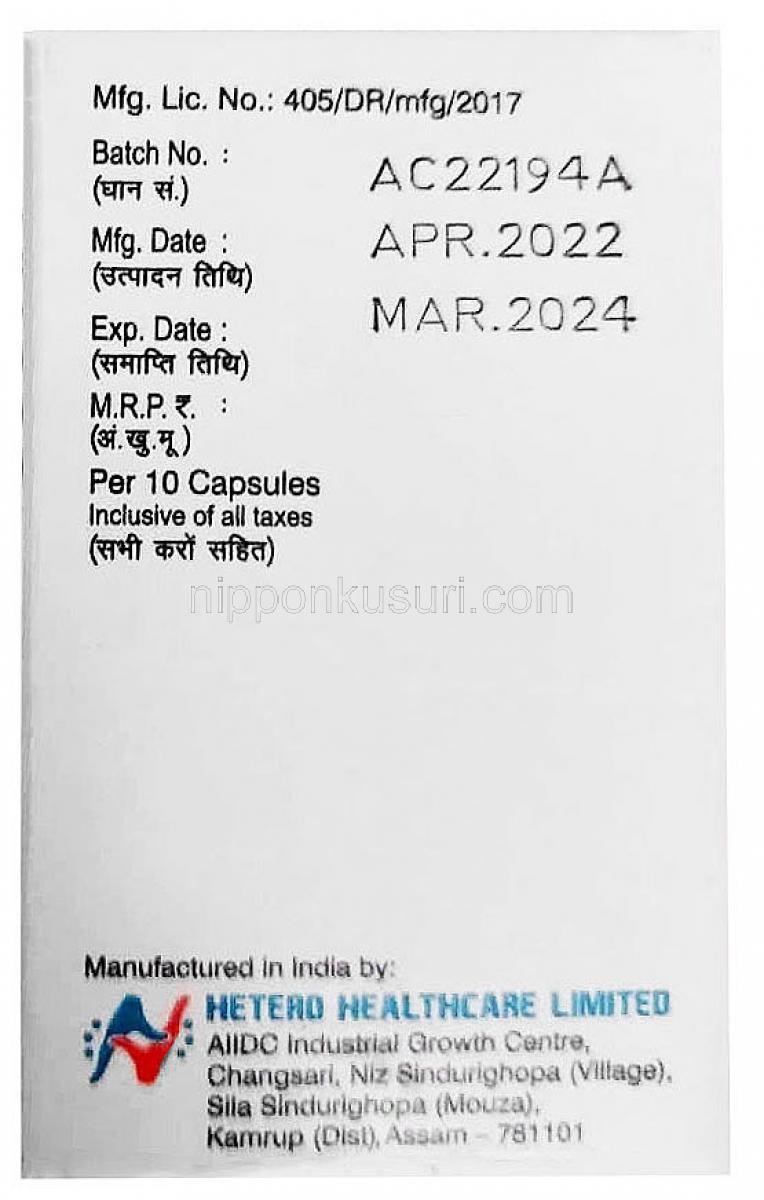 Mfg. Lic. No.: 405/DR/mfg/2017
Batch No. : AC22194A
(घान सं.)
Mfg. Date : APR.2022
(उत्पादन तिथि)
Exp. Date : MAR.2024
(समाप्ति तिथि)
M.R.P. ₹. :
(अं.खु.मू.)
Per 10 Capsules
Inclusive of all taxes
(सभी करों सहित)
nipponkusuri.com
Manufactured in India by:
HETERO HEALTHCARE LIMITED
AIIDC Industrial Growth Centre,
Changsari, Niz Sindurighopa (Village),
Sila Sindurighopa (Mouza),
Kamrup (Dist), Assam - 781101